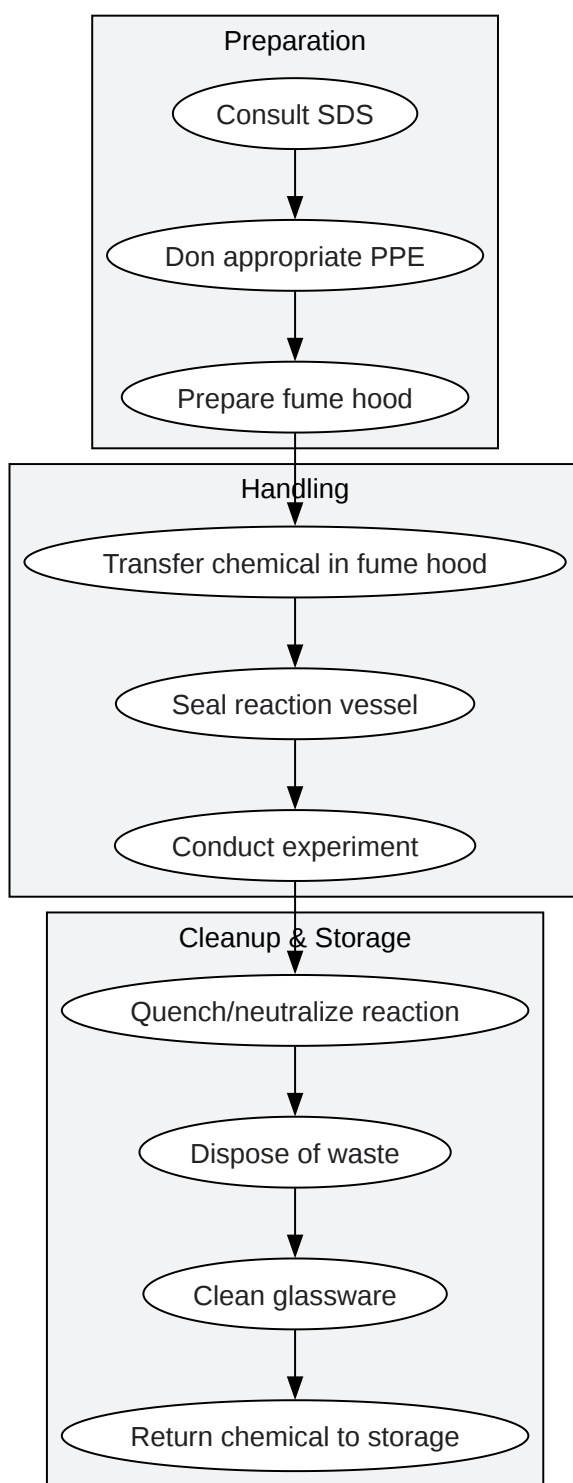 Preparation
Consult SDS
Don appropriate PPE
Prepare fume hood
Handling
Transfer chemical in fume hood
Seal reaction vessel
Conduct experiment
Cleanup & Storage
Quench/neutralize reaction
Dispose of waste
Clean glassware
Return chemical to storage